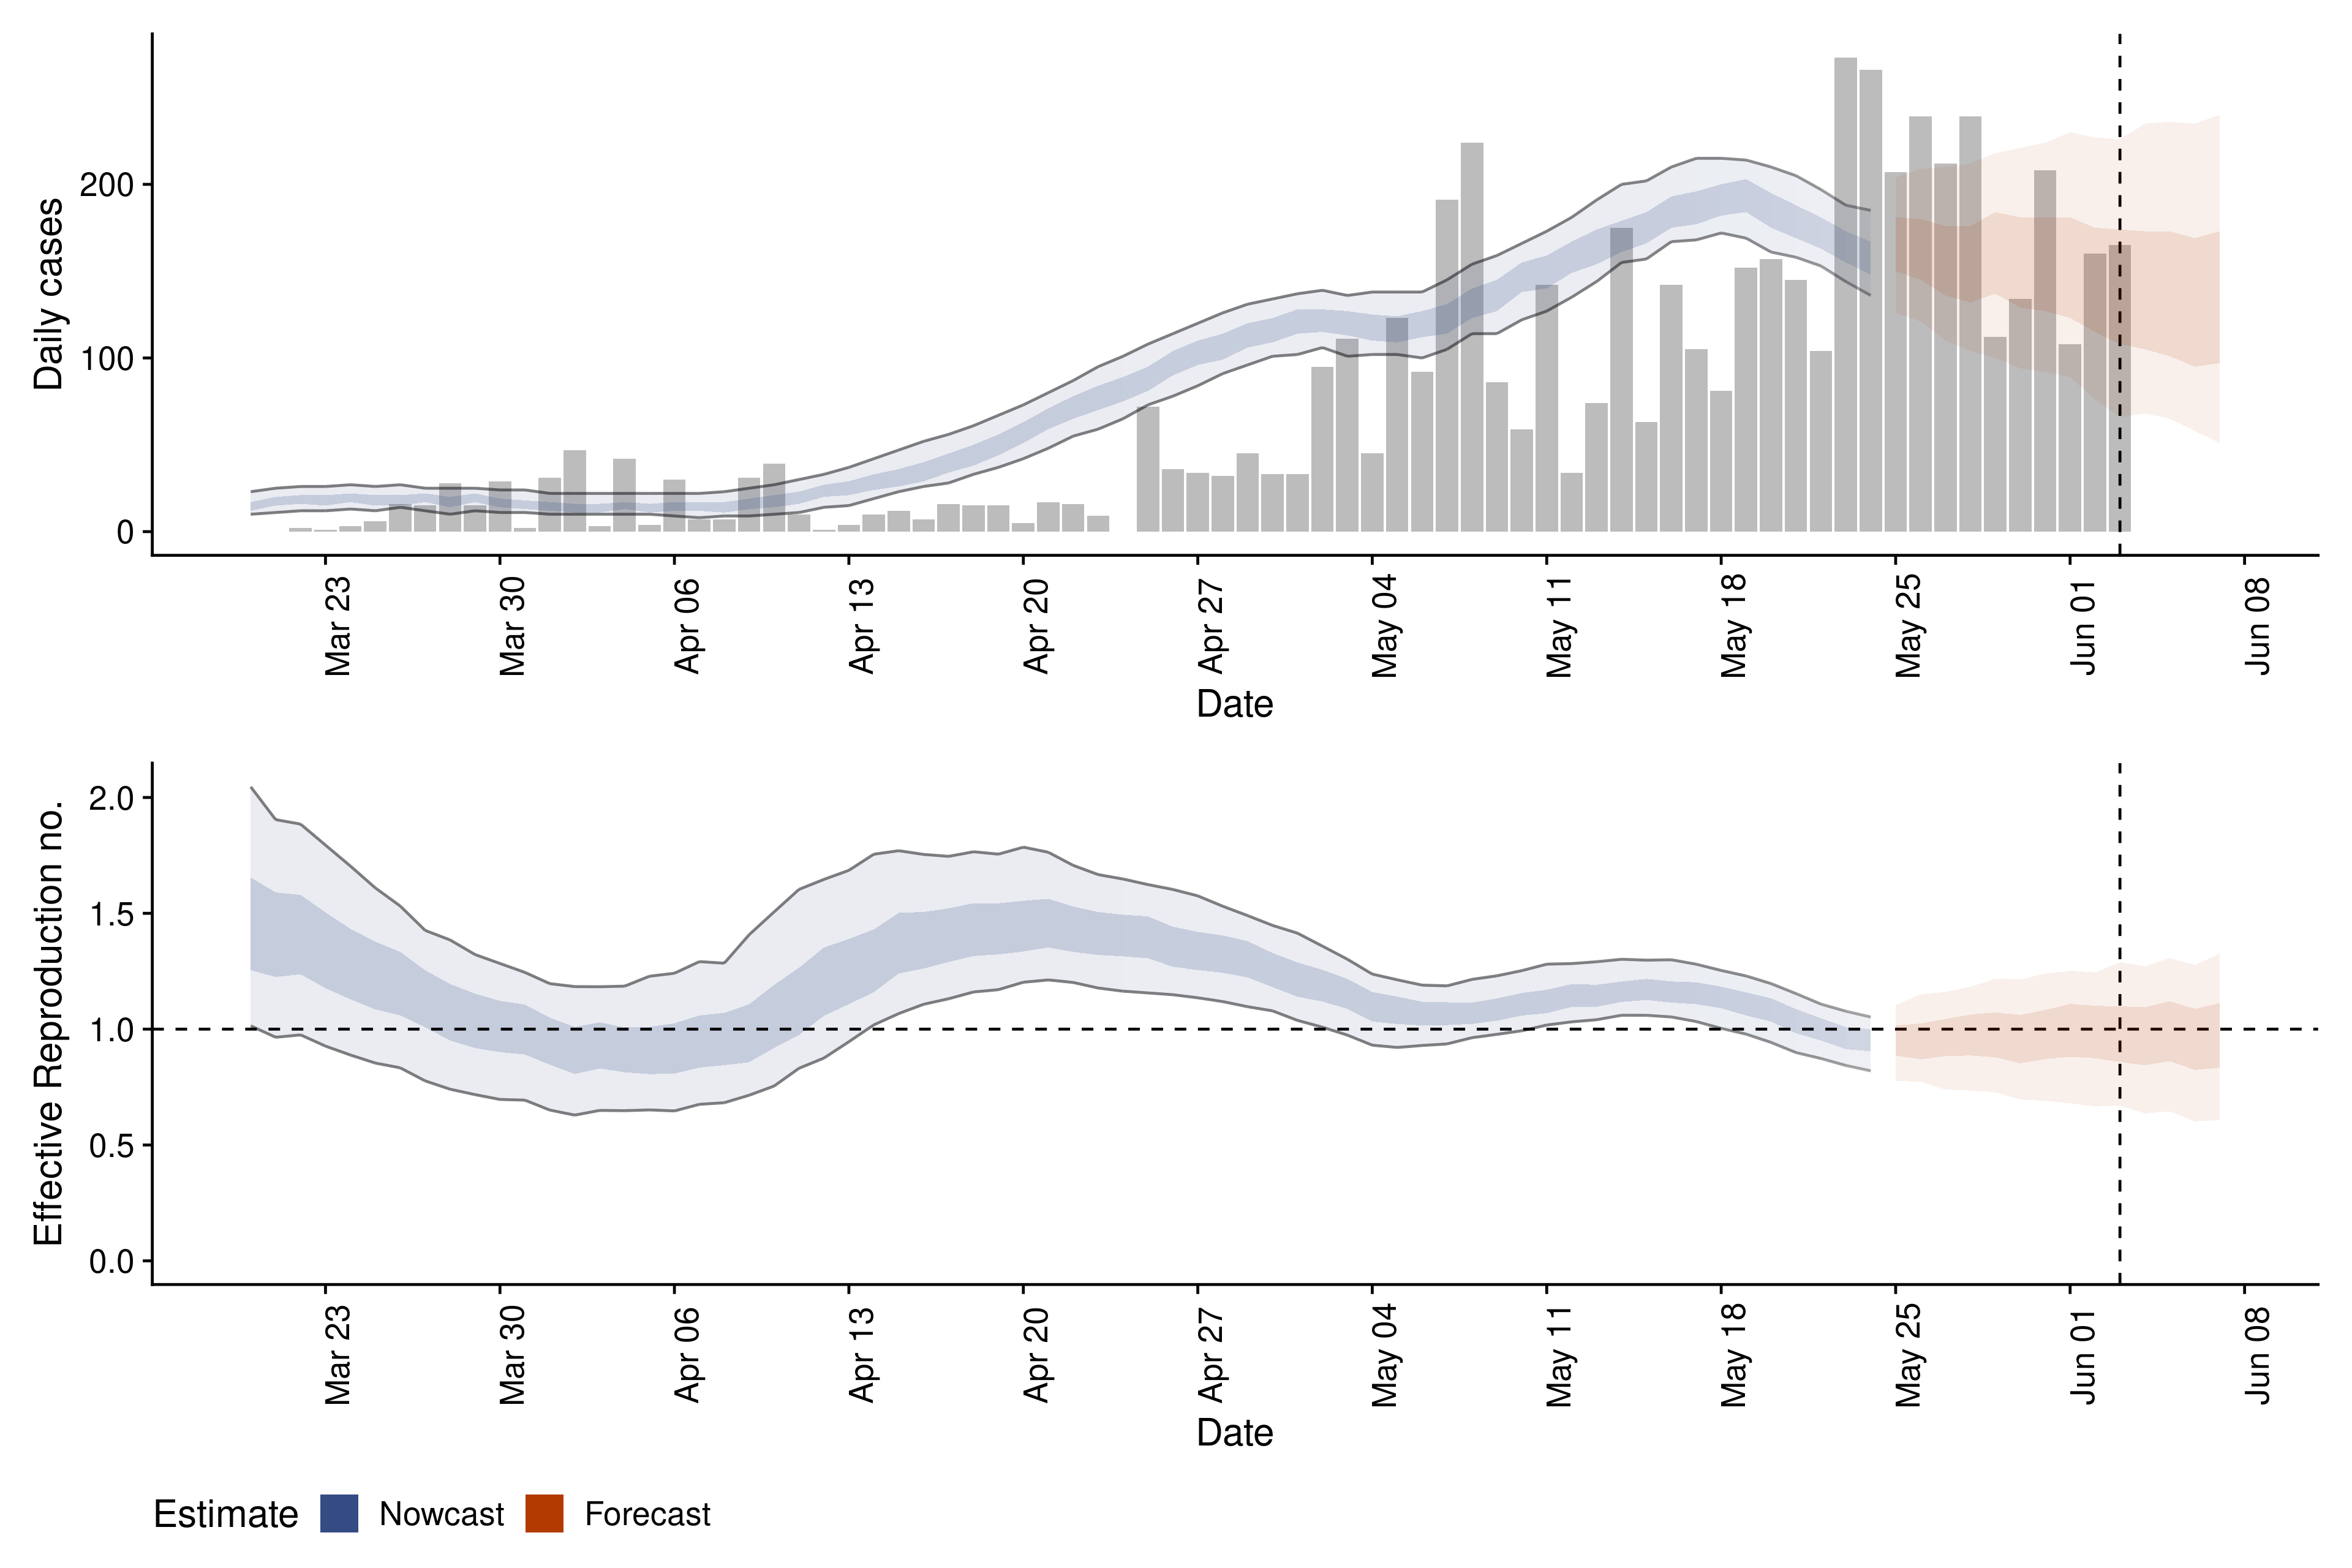 Daily cases
200
100
0
Mar 23
Mar 30
Apr 06
Apr 13
Apr 20
Apr 27
May 04
May 11
May 18
May 25
Jun 01
Jun 08
Date
Effective Reproduction no.
2.0
1.5
1.0
0.5
0.0
Mar 23
Mar 30
Apr 06
Apr 13
Apr 20
Apr 27
May 04
May 11
May 18
May 25
Jun 01
Jun 08
Date
Estimate Nowcast Forecast